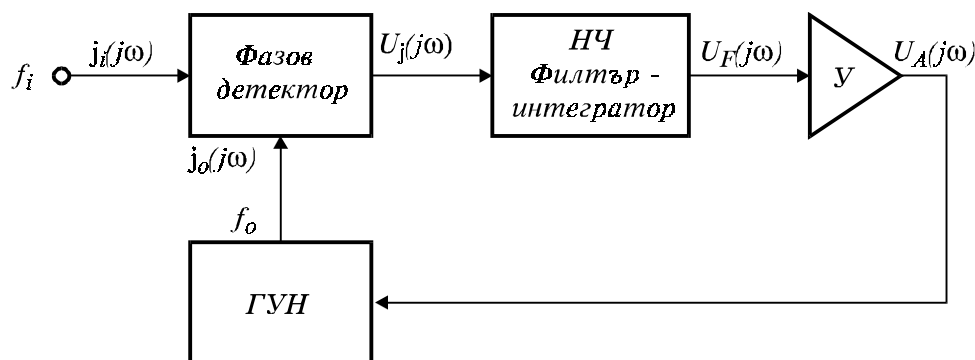 f_i
j_i(jω)
Фазов
детектор
U_j(jω)
НЧ
Филтър -
интегратор
U_F(jω)
У
U_A(jω)
j_o(jω)
f_o
ГУН